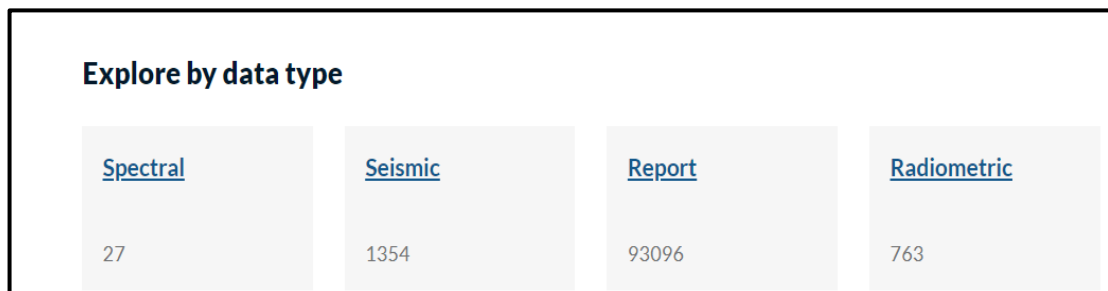 Explore by data type
Spectral Seismic Report Radiometric
27 1354 93096 763